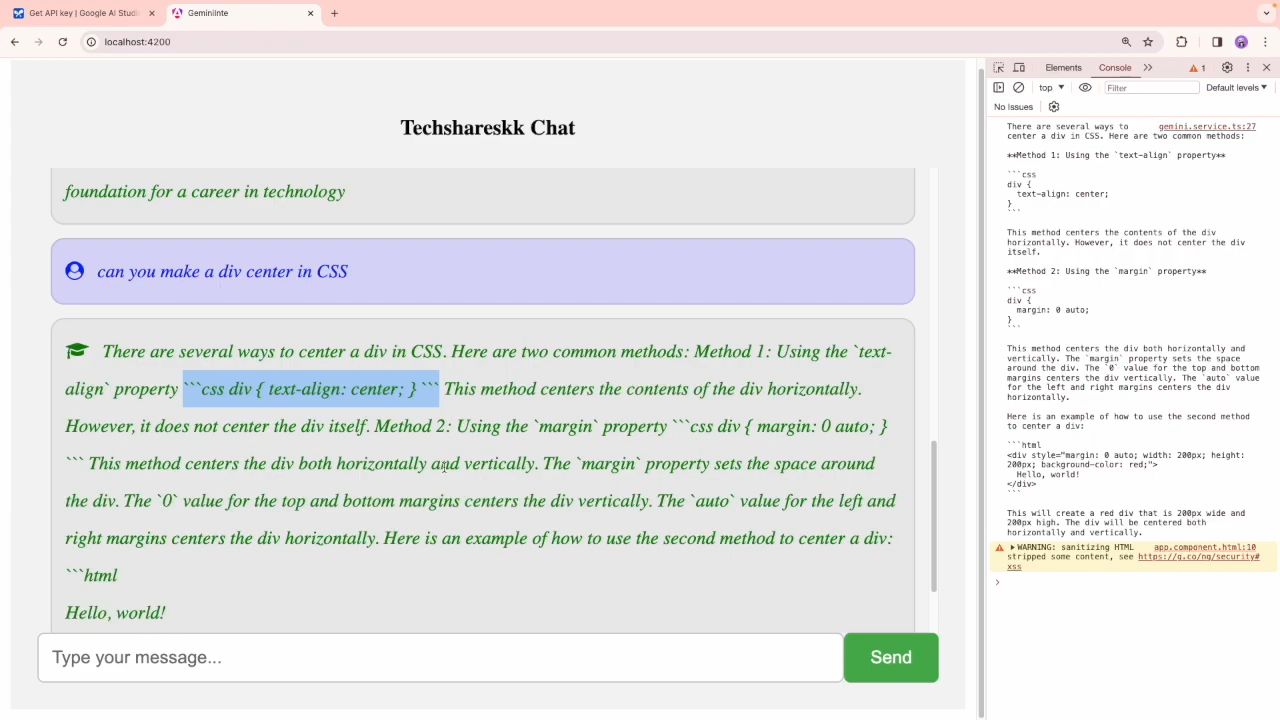 Get API key | Google AI Studi
GeminiInte
localhost:4200
Techshareskk Chat
foundation for a career in technology
can you make a div center in CSS
There are several ways to center a div in CSS. Here are two common methods: Method 1: Using the `text-
align` property ```css div { text-align: center; } ``` This method centers the contents of the div horizontally.
However, it does not center the div itself. Method 2: Using the `margin` property ```css div { margin: 0 auto; }
``` This method centers the div both horizontally and vertically. The `margin` property sets the space around
the div. The `0` value for the top and bottom margins centers the div vertically. The `auto` value for the left and
right margins centers the div horizontally. Here is an example of how to use the second method to center a div:
```html
Hello, world!
Type your message...
Send
Elements
Console
1
top
Filter
Default levels
No Issues
There are several ways to gemini.service.ts:27
center a div in CSS. Here are two common methods:
**Method 1: Using the `text-align` property**
```css
div {
text-align: center;
}
```
This method centers the contents of the div
horizontally. However, it does not center the div
itself.
**Method 2: Using the `margin` property**
```css
div {
margin: 0 auto;
}
```
This method centers the div both horizontally and
vertically. The `margin` property sets the space
around the div. The `0` value for the top and bottom
margins centers the div vertically. The `auto` value
for the left and right margins centers the div
horizontally.
Here is an example of how to use the second method
to center a div:
```html
<div style="margin: 0 auto; width: 200px; height:
200px; background-color: red;">
Hello, world!
</div>
```
This will create a red div that is 200px wide and
200px high. The div will be centered both
horizontally and vertically.
WARNING: sanitizing HTML app.component.html:10
stripped some content, see https://g.co/ng/security#
xss